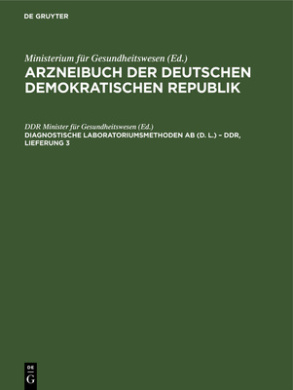 DE GRUYTER
Ministerium für Gesundheitswesen (Ed.)
ARZNEIBUCH DER DEUTSCHEN
DEMOKRATISCHEN REPUBLIK
DDR Minister für Gesundheitswesen (Ed.)
DIAGNOSTISCHE LABORATORIUMSMETHODEN AB (D. L.) – DDR,
LIEFERUNG 3
DE
G